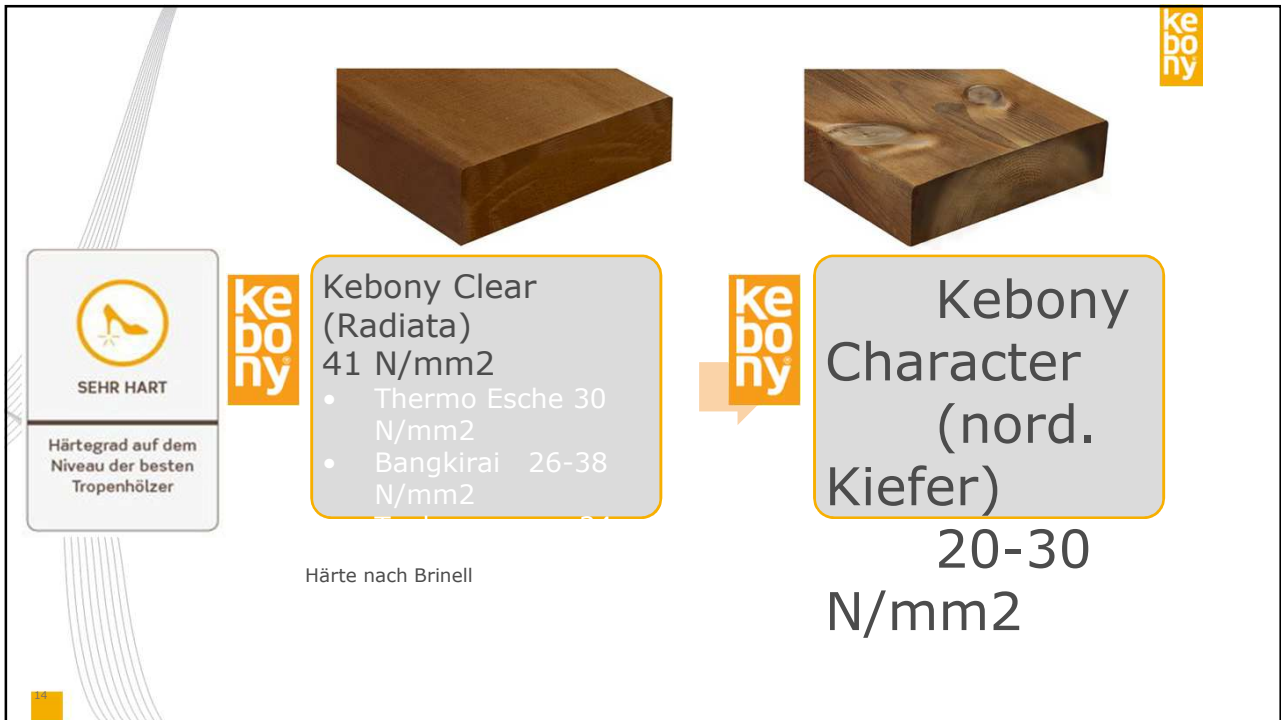 ke
bo
ny
SEHR HART
Härtegrad auf dem
Niveau der besten
Tropenhölzer
ke
bo
ny
Kebony Clear
(Radiata)
41 N/mm2
• Thermo Esche 30
N/mm2
• Bangkirai 26-38
N/mm2
Härte nach Brinell
ke
bo
ny
Kebony
Character
(nord.
Kiefer)
20-30
N/mm2
14